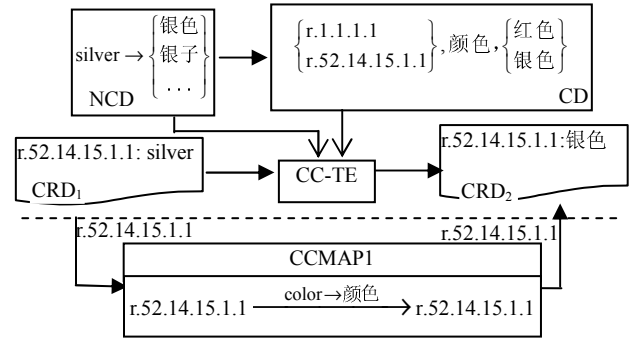 silver → 银色
银子
...
NCD
r.1.1.1.1
r.52.14.15.1.1 ,颜色, 红色
银色
CD
r.52.14.15.1.1: silver
CRD1
CC-TE
r.52.14.15.1.1:银色
CRD2
r.52.14.15.1.1
r.52.14.15.1.1
CCMAP1
color→颜色
r.52.14.15.1.1 → r.52.14.15.1.1